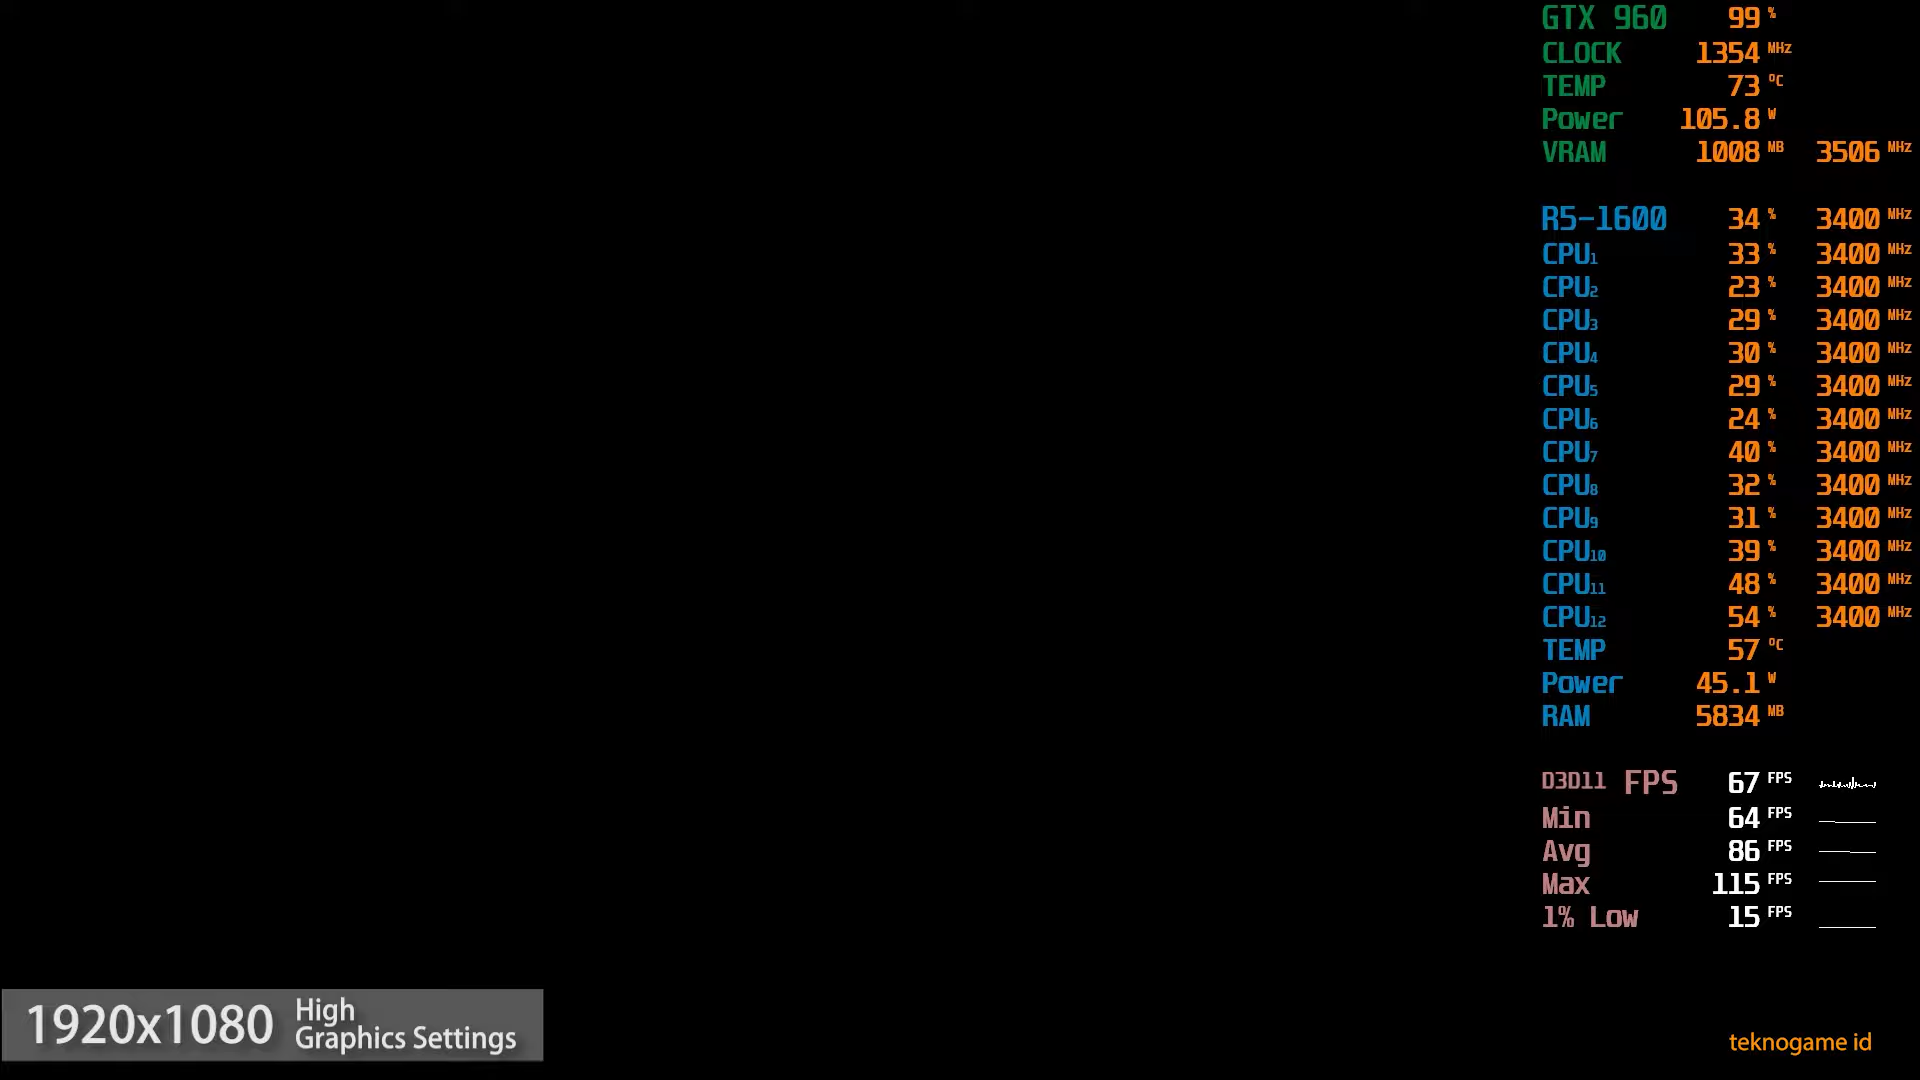 GTX 960 99 %
CLOCK 1354 MHz
TEMP 73 °C
Power 105.8 W
VRAM 1008 MB 3506 MHz
R5-1600 34 % 3400 MHz
CPU1 33 % 3400 MHz
CPU2 23 % 3400 MHz
CPU3 29 % 3400 MHz
CPU4 30 % 3400 MHz
CPU5 29 % 3400 MHz
CPU6 24 % 3400 MHz
CPU7 40 % 3400 MHz
CPU8 32 % 3400 MHz
CPU9 31 % 3400 MHz
CPU10 39 % 3400 MHz
CPU11 48 % 3400 MHz
CPU12 54 % 3400 MHz
TEMP 57 °C
Power 45.1 W
RAM 5834 MB
D3D11 FPS 67 FPS
Min 64 FPS
Avg 86 FPS
Max 115 FPS
1% Low 15 FPS
1920x1080
High
Graphics Settings
teknogame id